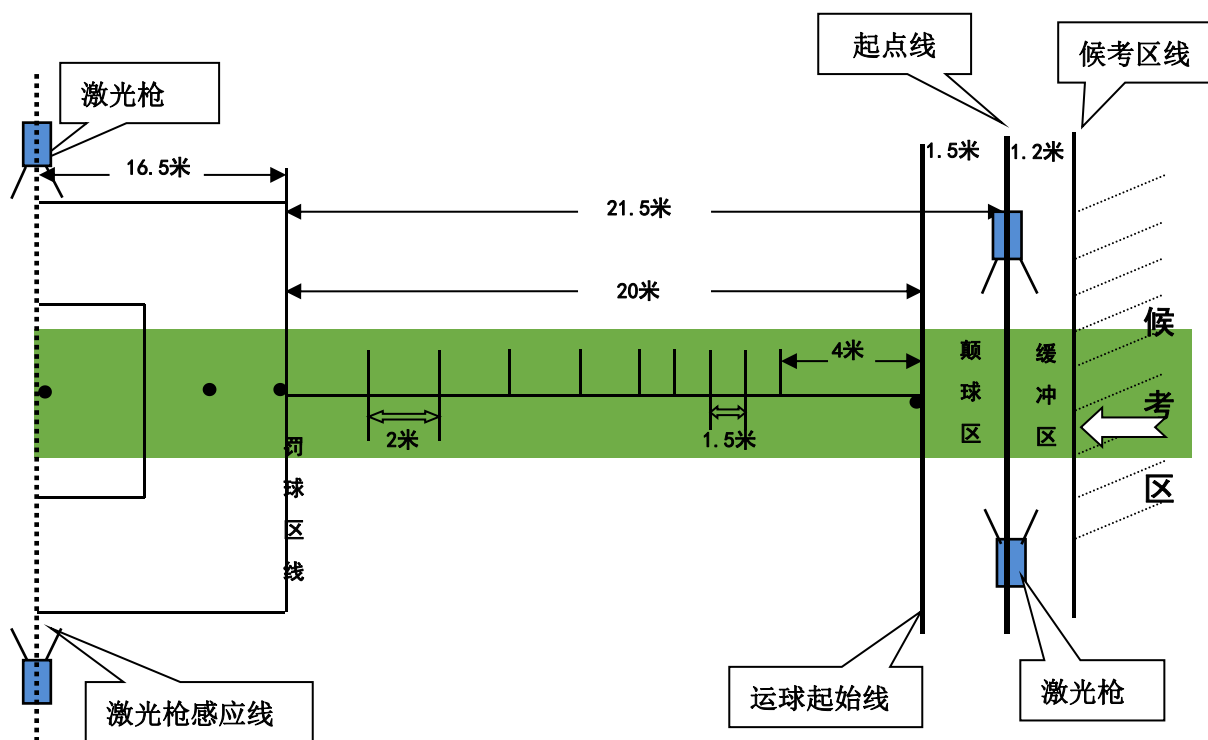 起点线
候考区线
激光枪
16.5米
1.5米
1.2米
21.5米
20米
4米
2米
1.5米
颠球区
缓冲区
候考区
罚球区线
激光枪感应线
运球起始线
激光枪